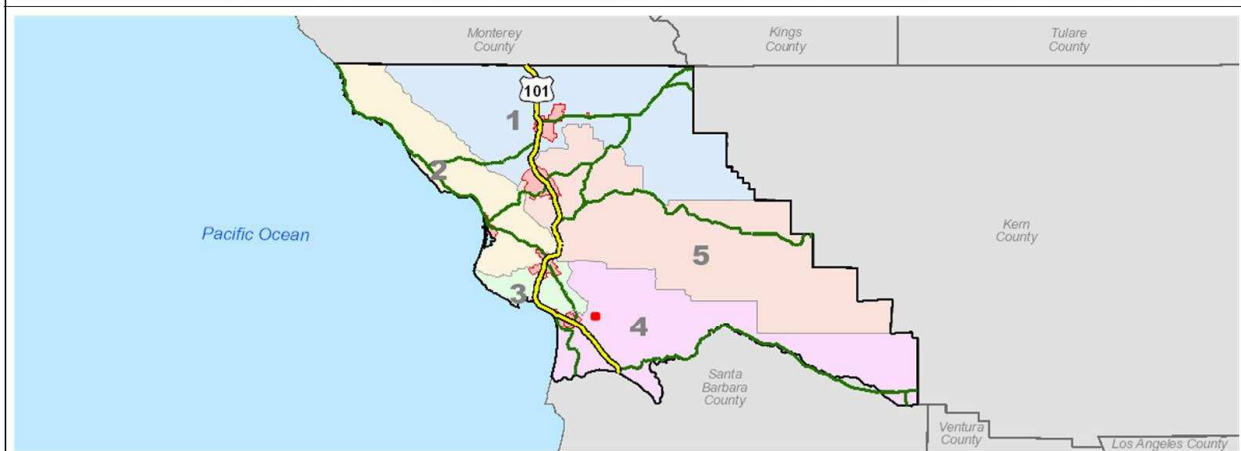 Monterey
County
Kings
County
Tulare
County
101
1
2
Pacific Ocean
Kern
County
5
3
4
Santa
Barbara
County
Ventura
County
Los Angeles County